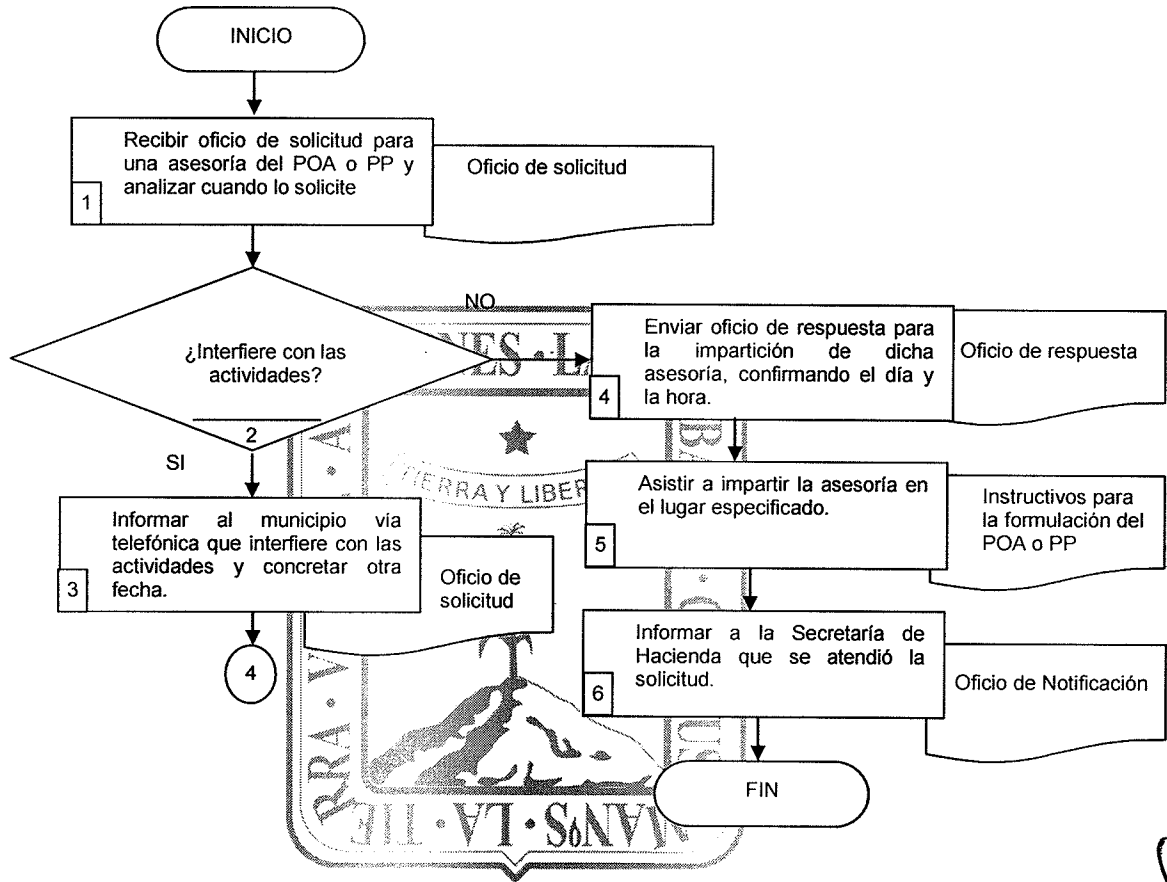 INICIO
Recibir oficio de solicitud para
una asesoría del POA o PP y
analizar cuando lo solicite
1
Oficio de solicitud
¿Interfiere con las
actividades?
2
NO
SI
Informar al municipio vía
telefónica que interfiere con las
actividades y concretar otra
fecha.
3
Oficio de
solicitud
4
Enviar oficio de respuesta para
la impartición de dicha
asesoría, confirmando el día y
la hora.
4
Oficio de respuesta
Asistir a impartir la asesoría en
el lugar especificado.
5
Instructivos para
la formulación del
POA o PP
Informar a la Secretaría de
Hacienda que se atendió la
solicitud.
6
Oficio de Notificación
FIN
TIERRA Y LIBER
MANS·LA·TIE